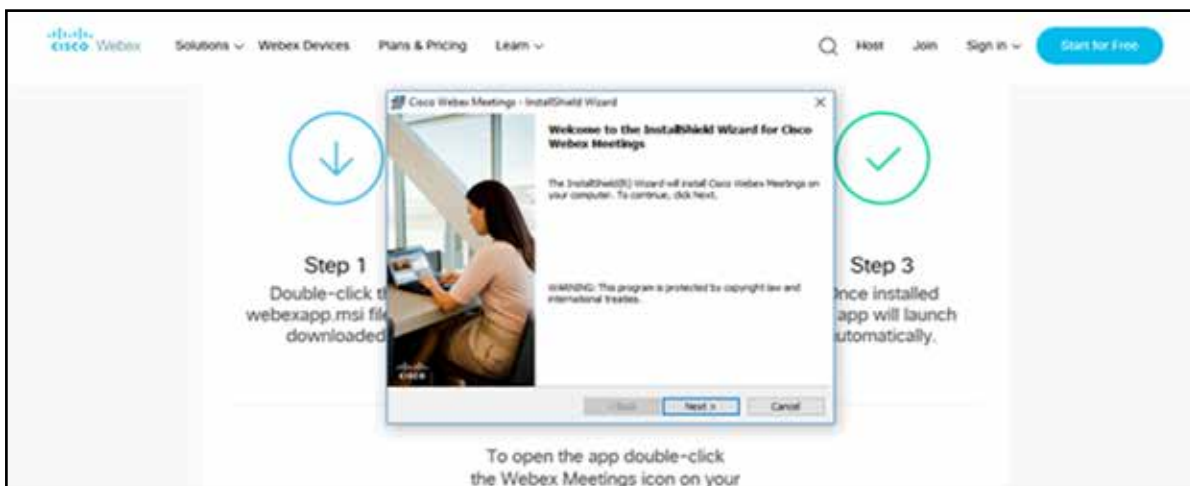 CISCO Webex Solutions Webex Devices Plans & Pricing Learn Host Join Sign in Start for Free
Cisco Webex Meetings - InstallShield Wizard
Welcome to the InstallShield Wizard for Cisco
Webex Meetings
The InstallShield(R) Wizard will install Cisco Webex Meetings on
your computer. To continue, click Next.
WARNING: This program is protected by copyright law and
international treaties.
CISCO
< Back Next > Cancel
Step 1
Double-click
webexapp.msi
downloaded
Step 3
Once installed
app will launch
automatically.
To open the app double-click
the Webex Meetings icon on your